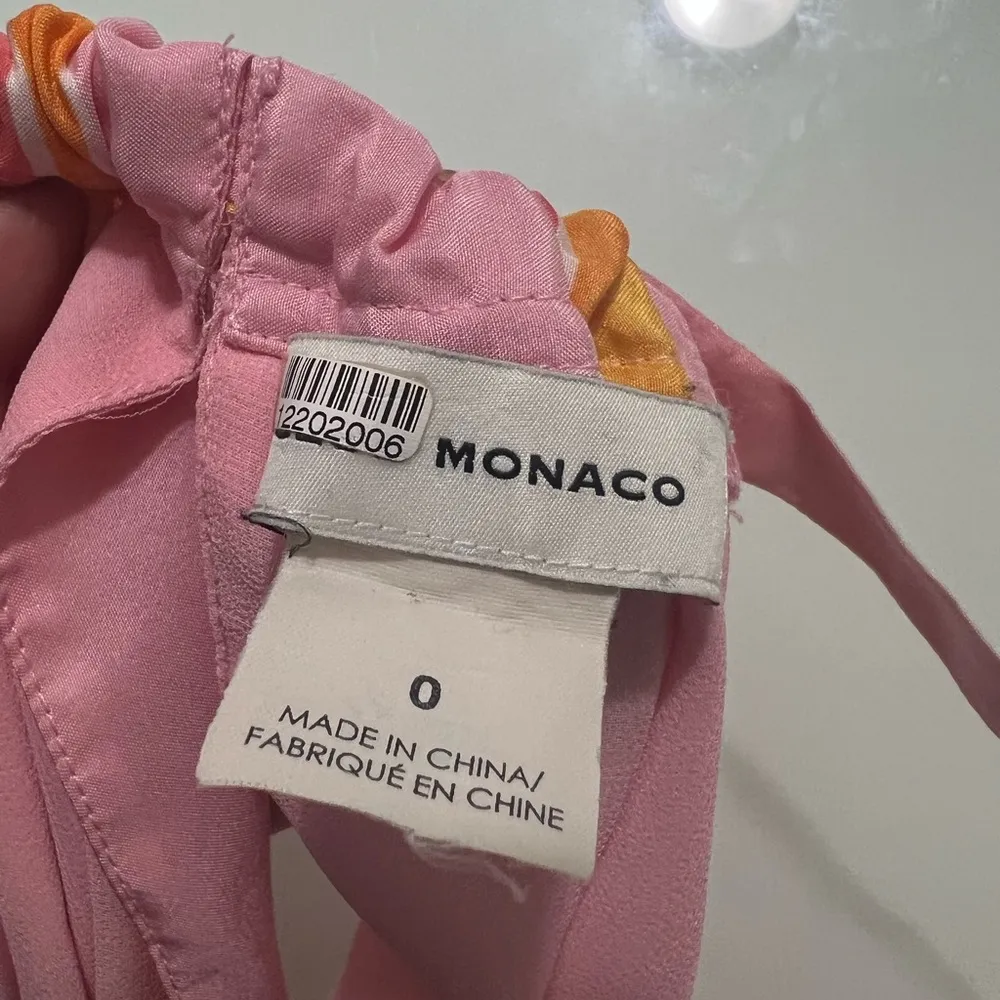 12202006
MONACO
0
MADE IN CHINA/
FABRIQUÉ EN CHINE